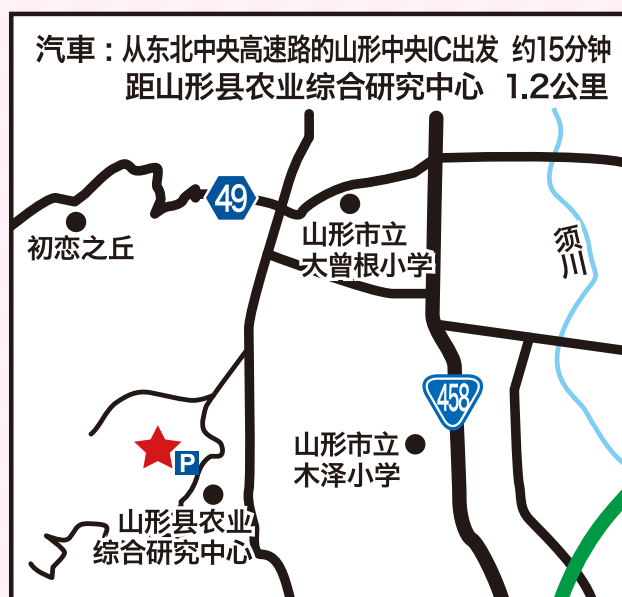 汽車：从东北中央高速路的山形中央IC出发 约15分钟
距山形县农业综合研究中心 1.2公里
49
初恋之丘
山形市立
大曾根小学
须川
458
山形市立
木泽小学
P
山形县农业
综合研究中心